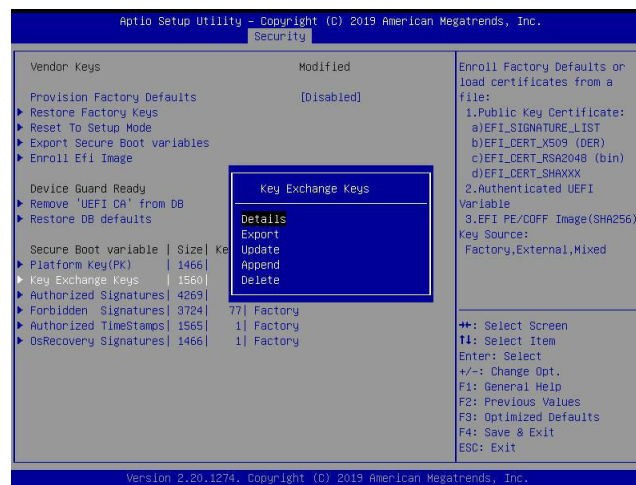 Aptio Setup Utility – Copyright (C) 2019 American Megatrends, Inc.
Security
Vendor Keys Modified
Provision Factory Defaults [Disabled]
Restore Factory Keys
Reset To Setup Mode
Export Secure Boot variables
Enroll Efi Image
Device Guard Ready
Remove 'UEFI CA' from DB
Restore DB defaults
Secure Boot variable | Size| Ke
Platform Key(PK) | 1466|
Key Exchange Keys | 1560|
Authorized Signatures| 4269|
Forbidden Signatures| 3724| 77| Factory
Authorized TimeStamps| 1565| 1| Factory
OsRecovery Signatures| 1466| 1| Factory
Key Exchange Keys
Details
Export
Update
Append
Delete
Enroll Factory Defaults or
load certificates from a
file:
1.Public Key Certificate:
a)EFI_SIGNATURE_LIST
b)EFI_CERT_X509 (DER)
c)EFI_CERT_RSA2048 (bin)
d)EFI_CERT_SHAXXX
2.Authenticated UEFI
Variable
3.EFI PE/COFF Image(SHA256)
Key Source:
Factory,External,Mixed
→←: Select Screen
↑↓: Select Item
Enter: Select
+/-: Change Opt.
F1: General Help
F2: Previous Values
F3: Optimized Defaults
F4: Save & Exit
ESC: Exit
Version 2.20.1274. Copyright (C) 2019 American Megatrends, Inc.